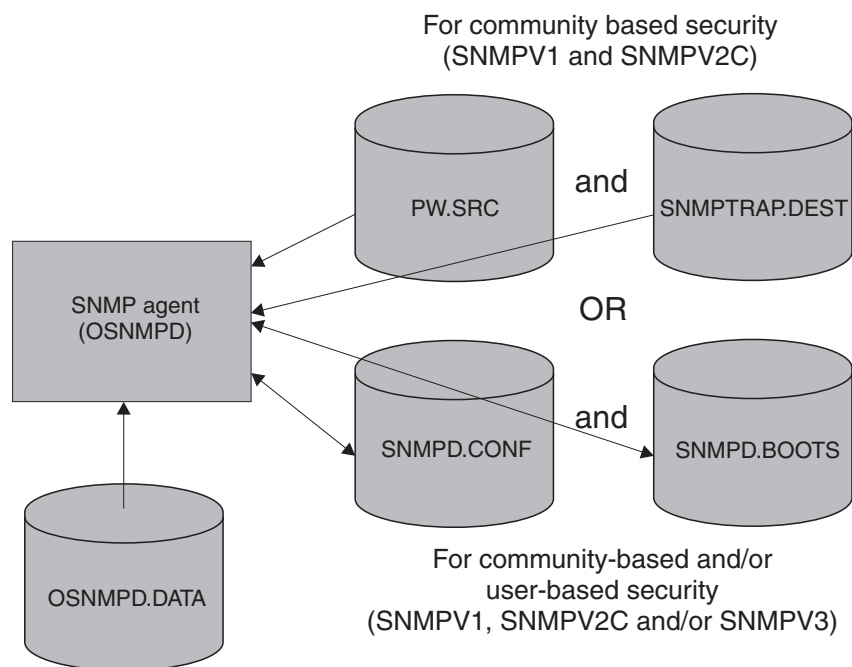 For community based security
(SNMPV1 and SNMPV2C)
PW.SRC
and
SNMPTRAP.DEST
SNMP agent
(OSNMPD)
OR
SNMPD.CONF
and
SNMPD.BOOTS
OSNMPD.DATA
For community-based and/or
user-based security
(SNMPV1, SNMPV2C and/or SNMPV3)